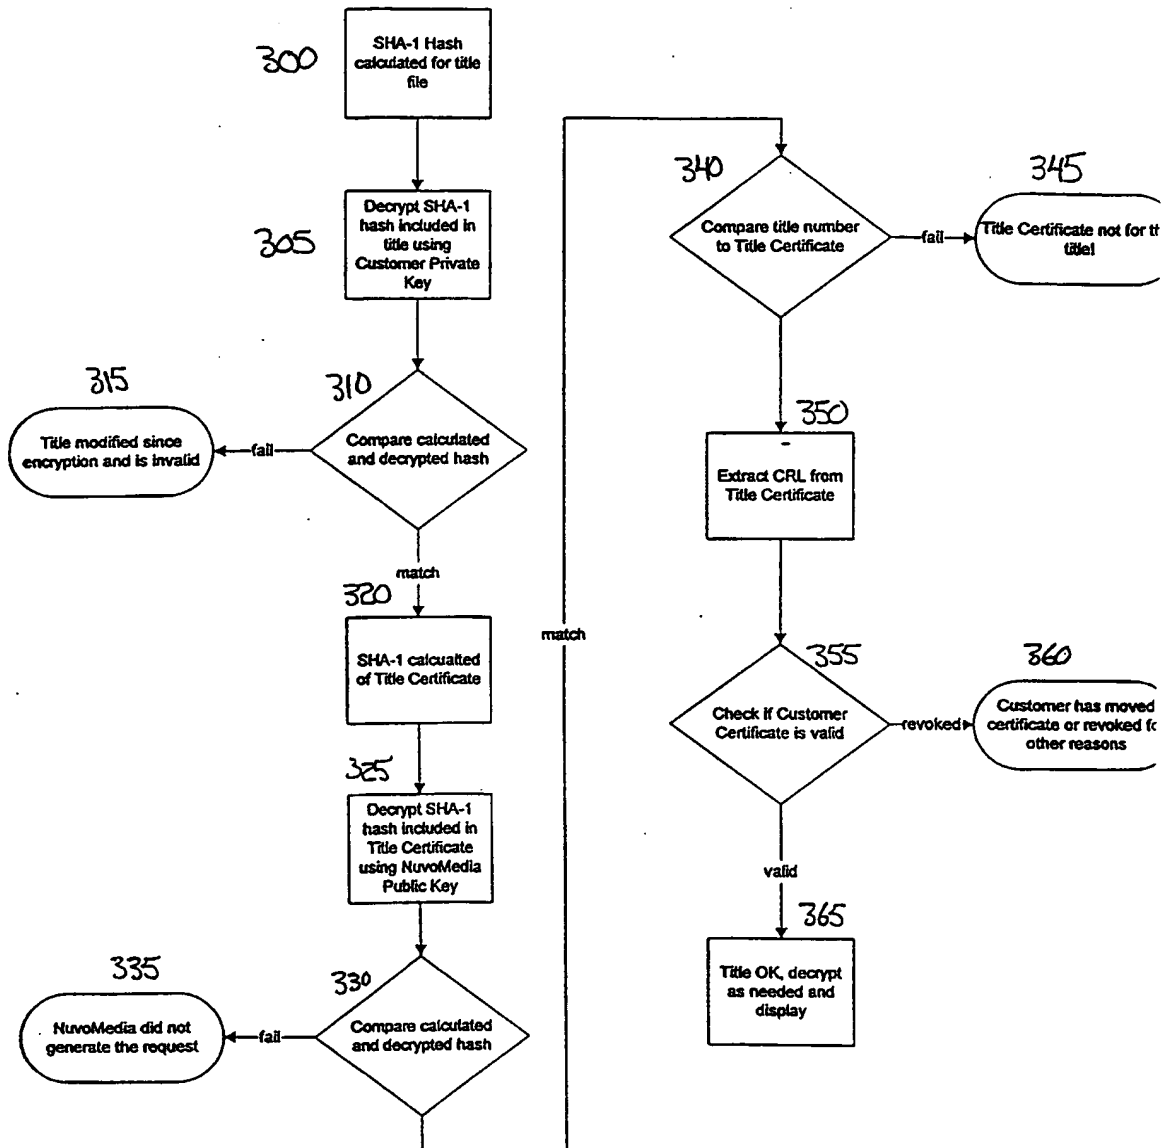 300
SHA-1 Hash
calculated for title
file
305
Decrypt SHA-1
hash included in
title using
Customer Private
Key
310
Compare calculated
and decrypted hash
fail
315
Title modified since
encryption and is invalid
match
320
SHA-1 calcualted
of Title Certificate
325
Decrypt SHA-1
hash included in
Title Certificate
using NuvoMedia
Public Key
330
Compare calculated
and decrypted hash
fail
335
NuvoMedia did not
generate the request
match
340
Compare title number
to Title Certificate
fail
345
Title Certificate not for
title!
350
Extract CRL from
Title Certificate
355
Check if Customer
Certificate is valid
revoked
360
Customer has moved
certificate or revoked
other reasons
valid
365
Title OK, decrypt
as needed and
display